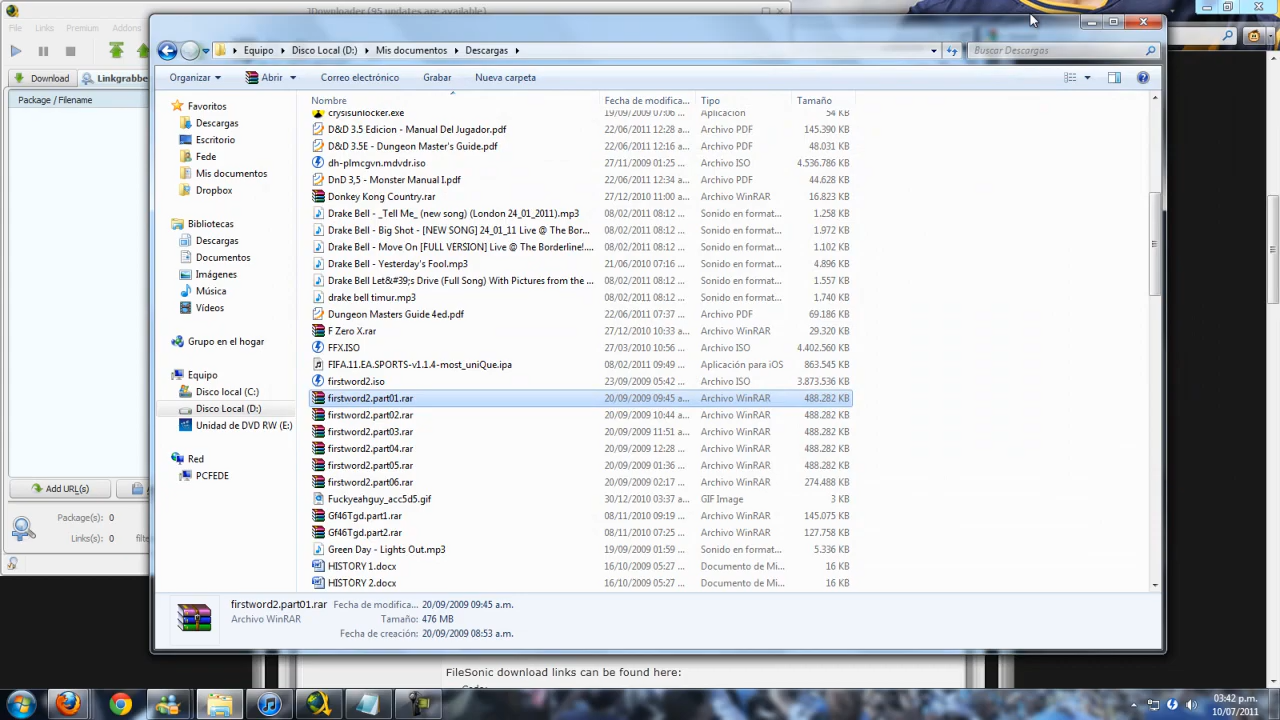 JDownloader (95 updates are available)
File Links Premium Addons
Download
Linkgrabbe
Package / Filename
Add URL(s)
Package(s): 0
Link(s): 0
Equipo Disco Local (D:) Mis documentos Descargas
Buscar Descargas
Organizar Abrir Correo electrónico Grabar Nueva carpeta
Favoritos
Descargas
Escritorio
Fede
Mis documentos
Dropbox
Bibliotecas
Descargas
Documentos
Imágenes
Música
Vídeos
Grupo en el hogar
Equipo
Disco local (C:)
Disco Local (D:)
Unidad de DVD RW (E:)
Red
PCFEDE
Nombre Fecha de modifica... Tipo Tamaño
crysisunlocker.exe 19/09/2009 07:06 ... Aplicación 54 KB
D&D 3.5 Edicion - Manual Del Jugador.pdf 22/06/2011 12:28 ... Archivo PDF 145.390 KB
D&D 3.5E - Dungeon Master's Guide.pdf 22/06/2011 12:16 ... Archivo PDF 48.031 KB
dh-plmcgvn.mdvdr.iso 27/11/2009 01:25 ... Archivo ISO 4.536.786 KB
DnD 3,5 - Monster Manual I.pdf 22/06/2011 12:34 ... Archivo PDF 44.628 KB
Donkey Kong Country.rar 27/12/2010 11:00 ... Archivo WinRAR 16.823 KB
Drake Bell - _Tell Me_ (new song) (London 24_01_2011).mp3 08/02/2011 08:12 ... Sonido en format... 1.258 KB
Drake Bell - Big Shot - [NEW SONG] 24_01_11 Live @ The Bor... 08/02/2011 08:12 ... Sonido en format... 1.972 KB
Drake Bell - Move On [FULL VERSION] Live @ The Borderline!.... 08/02/2011 08:12 ... Sonido en format... 1.102 KB
Drake Bell - Yesterday's Fool.mp3 21/06/2010 07:16 ... Sonido en format... 4.896 KB
Drake Bell Let&#39;s Drive (Full Song) With Pictures from the ... 08/02/2011 08:12 ... Sonido en format... 1.557 KB
drake bell timur.mp3 08/02/2011 08:12 ... Sonido en format... 1.740 KB
Dungeon Masters Guide 4ed.pdf 22/06/2011 07:37 ... Archivo PDF 69.186 KB
F Zero X.rar 27/12/2010 10:33 ... Archivo WinRAR 29.320 KB
FFX.ISO 27/03/2010 10:56 ... Archivo ISO 4.402.560 KB
FIFA.11.EA.SPORTS-v1.1.4-most_uniQue.ipa 08/02/2011 09:49 ... Aplicación para iOS 863.545 KB
firstword2.iso 23/09/2009 05:42 ... Archivo ISO 3.873.536 KB
firstword2.part01.rar 20/09/2009 09:45 a... Archivo WinRAR 488.282 KB
firstword2.part02.rar 20/09/2009 10:44 a... Archivo WinRAR 488.282 KB
firstword2.part03.rar 20/09/2009 11:51 a... Archivo WinRAR 488.282 KB
firstword2.part04.rar 20/09/2009 12:28 ... Archivo WinRAR 488.282 KB
firstword2.part05.rar 20/09/2009 01:36 ... Archivo WinRAR 488.282 KB
firstword2.part06.rar 20/09/2009 02:17 ... Archivo WinRAR 274.488 KB
Fuckyeahguy_acc5d5.gif 30/12/2010 03:37 a... GIF Image 3 KB
Gf46Tgd.part1.rar 08/11/2010 09:19 ... Archivo WinRAR 145.075 KB
Gf46Tgd.part2.rar 08/11/2010 07:25 ... Archivo WinRAR 127.758 KB
Green Day - Lights Out.mp3 19/09/2009 01:59 ... Sonido en format... 5.336 KB
HISTORY 1.docx 16/10/2009 05:27 ... Documento de Mi... 16 KB
HISTORY 2.docx 16/10/2009 05:27 ... Documento de Mi... 16 KB
firstword2.part01.rar Fecha de modifica... 20/09/2009 09:45 a.m.
Archivo WinRAR Tamaño: 476 MB
Fecha de creación: 20/09/2009 08:53 a.m.
FileSonic download links can be found here:
03:42 p.m.
10/07/2011